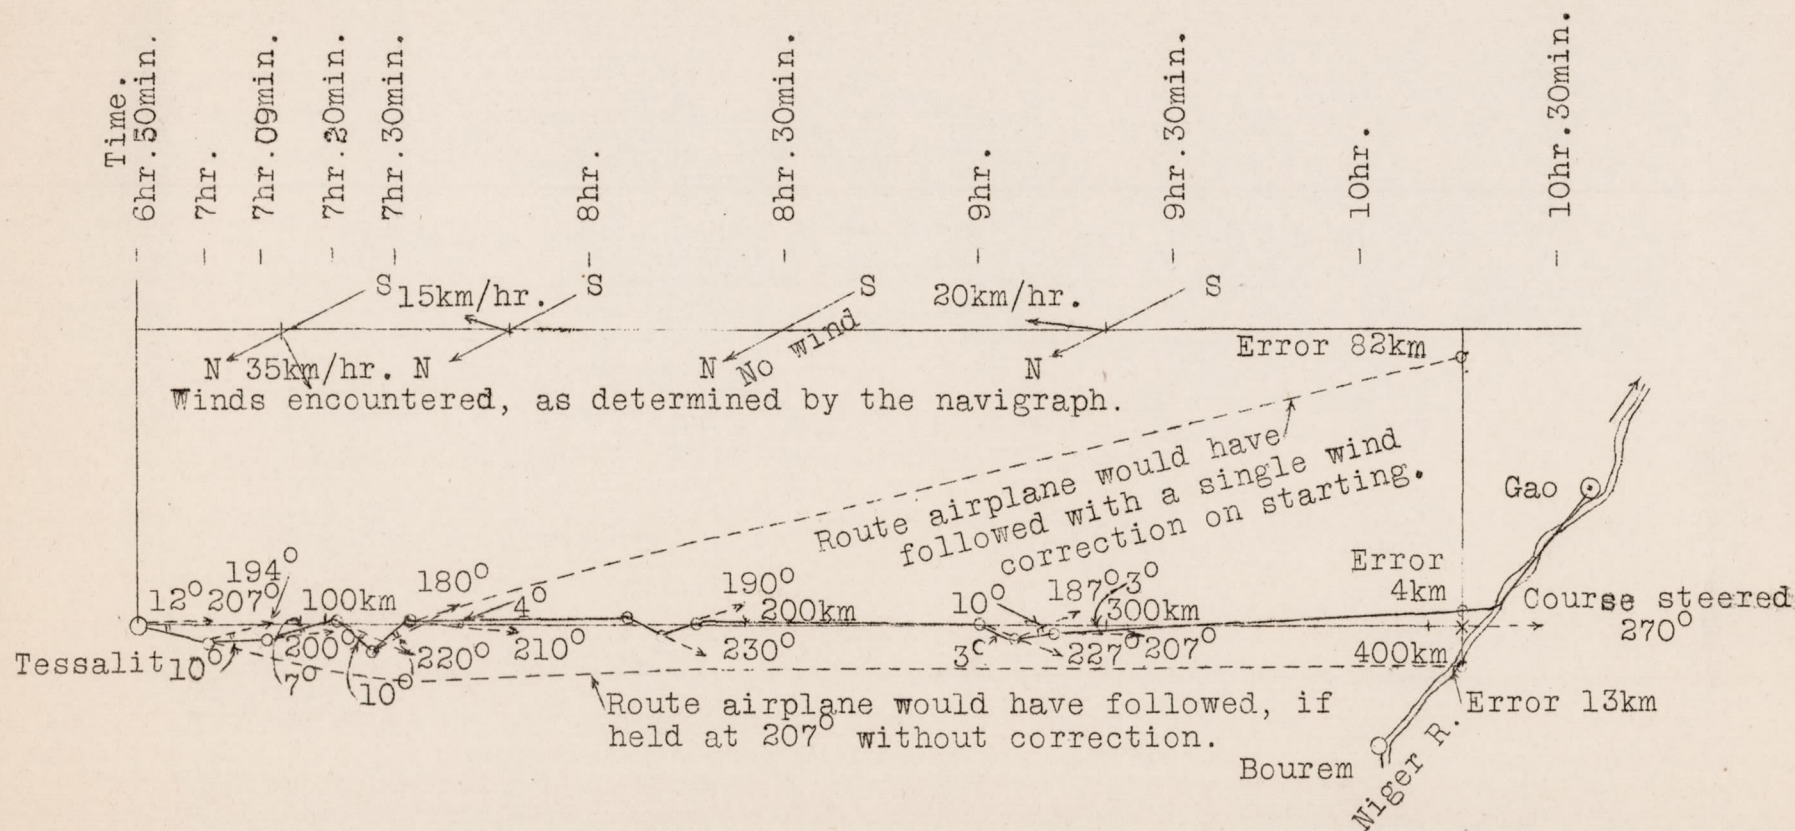 Time.
6hr.50min.
7hr.
7hr.09min.
7hr.20min.
7hr.30min.
8hr.
8hr.30min.
9hr.
9hr.30min.
10hr.
10hr.30min.
S
15km/hr.
S
S
20km/hr.
S
N
35km/hr.
N
N
No wind
N
Error 82km
Winds encountered, as determined by the navigraph.
Route airplane would have
followed with a single wind
correction on starting.
Gao
Error
4km
Course steered
270°
194°
12°
207°
100km
180°
4°
190°
200km
10°
187°
3°
300km
Tessalit
10°
200°
7°
10°
220°
210°
230°
3°
227°
207°
400km
Route airplane would have followed, if
held at 207° without correction.
Error 13km
Bourem
Niger R.